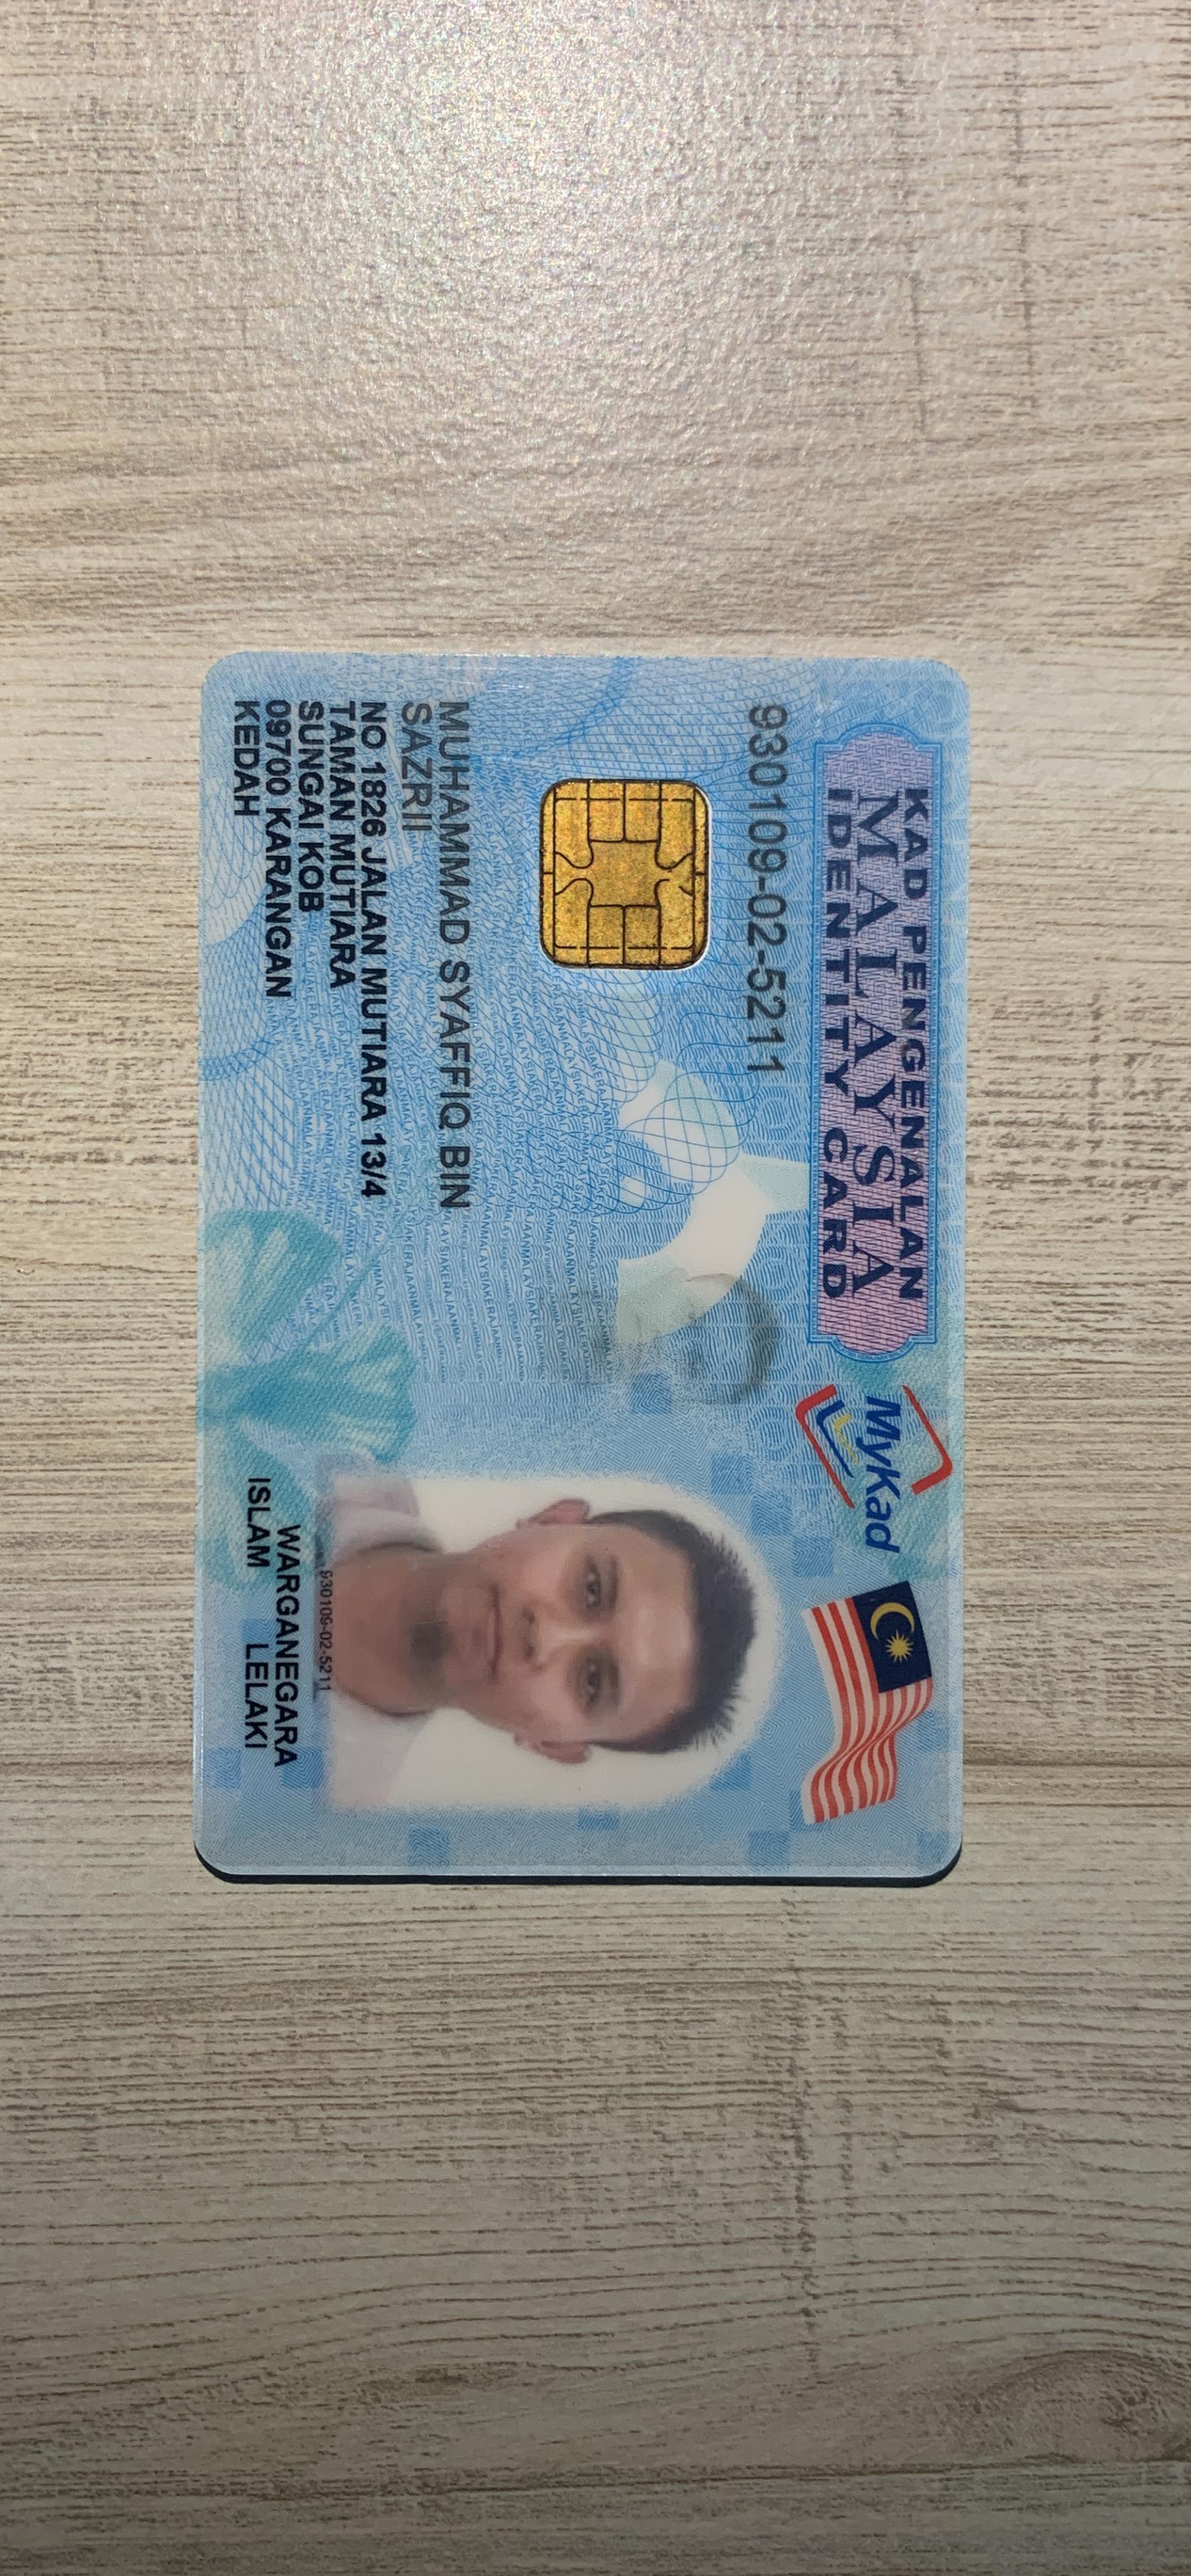 KAD PENGENALAN
MALAYSIA
IDENTITY CARD
MyKad
930109-02-5211
MUHAMMAD SYAFFIQ BIN
SAZRII
NO 1826 JALAN MUTIARA 13/4
TAMAN MUTIARA
SUNGAI KOB
09700 KARANGAN
KEDAH
930109-02-5211
WARGANEGARA
ISLAM LELAKI